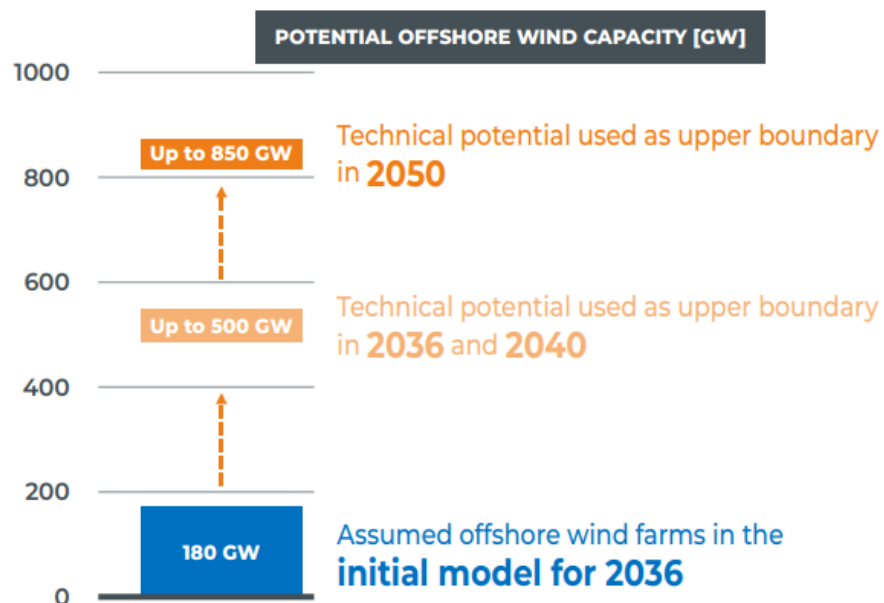 POTENTIAL OFFSHORE WIND CAPACITY [GW]
1000
Up to 850 GW
Technical potential used as upper boundary
in 2050
800
600
Up to 500 GW
Technical potential used as upper boundary
in 2036 and 2040
400
200
180 GW
Assumed offshore wind farms in the
initial model for 2036
0